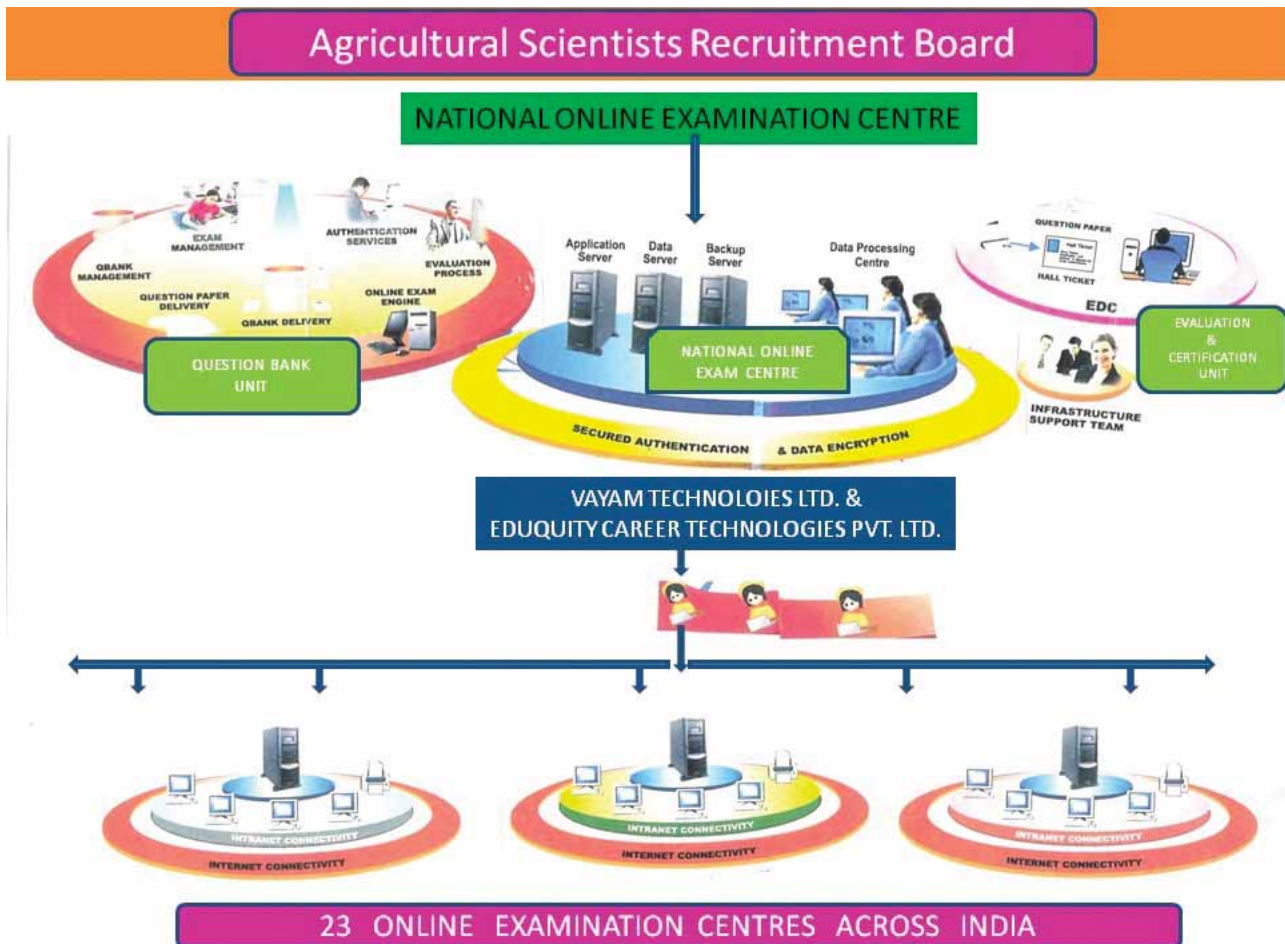 Agricultural Scientists Recruitment Board
NATIONAL ONLINE EXAMINATION CENTRE
EXAM
MANAGEMENT
AUTHENTICATION
SERVICES
EVALUATION
PROCESS
QBANK
MANAGEMENT
QUESTION PAPER
DELIVERY
QBANK DELIVERY
ONLINE EXAM
ENGINE
QUESTION BANK
UNIT
Application
Server
Data
Server
Backup
Server
Data Processing
Centre
NATIONAL ONLINE
EXAM CENTRE
SECURED AUTHENTICATION & DATA ENCRYPTION
QUESTION PAPER
Hall Ticket
HALL TICKET
EDC
EVALUATION
&
CERTIFICATION
UNIT
INFRASTRUCTURE
SUPPORT TEAM
VAYAM TECHNOLOIES LTD. &
EDUQUITY CAREER TECHNOLOGIES PVT. LTD.
INTRANET CONNECTIVITY
INTERNET CONNECTIVITY
INTRANET CONNECTIVITY
INTERNET CONNECTIVITY
INTRANET CONNECTIVITY
INTERNET CONNECTIVITY
23 ONLINE EXAMINATION CENTRES ACROSS INDIA